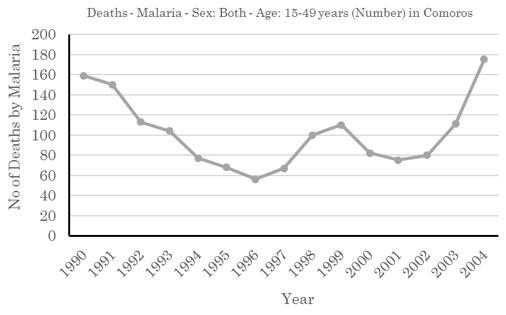 Deaths - Malaria - Sex: Both - Age: 15-49 years (Number) in Comoros
No of Deaths by Malaria
200
180
160
140
120
100
80
60
40
20
0
1990 1991 1992 1993 1994 1995 1996 1997 1998 1999 2000 2001 2002 2003 2004
Year